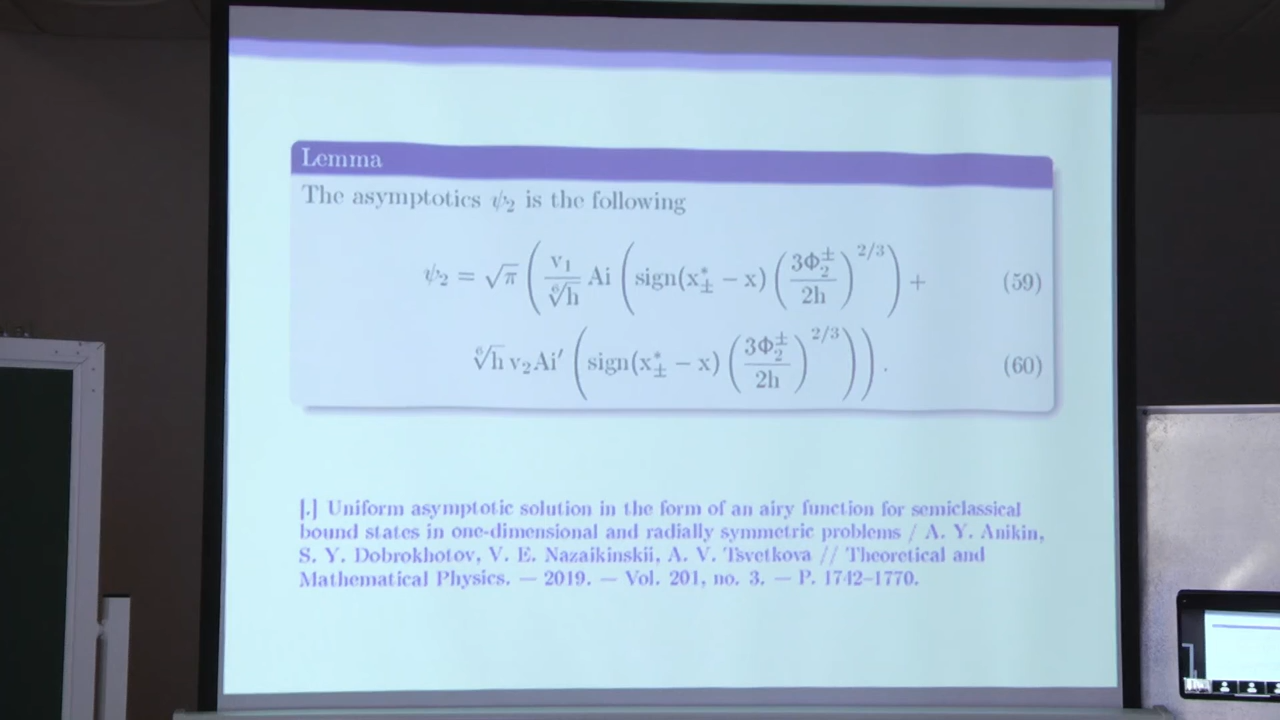 Lemma
The asymptotics ψ₂ is the following
ψ₂ = √π ( v₁ / ⁶√h Ai ( sign(x*± − x) ( 3Φ₂± / 2h )^2/3 ) + (59)
⁶√h v₂ Ai′ ( sign(x*± − x) ( 3Φ₂± / 2h )^2/3 ) ) . (60)
[.] Uniform asymptotic solution in the form of an airy function for semiclassical
bound states in one-dimensional and radially symmetric problems / A. Y. Anikin,
S. Y. Dobrokhotov, V. E. Nazaikinskii, A. V. Tsvetkova // Theoretical and
Mathematical Physics. — 2019. — Vol. 201, no. 3. — P. 1742–1770.